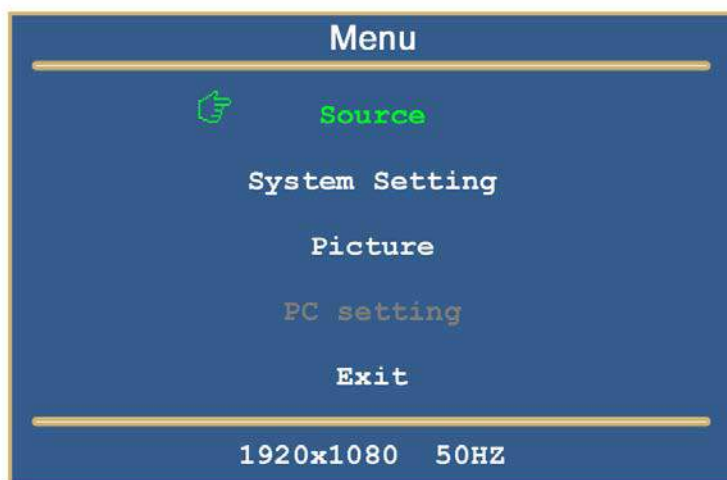 Menu
Source
System Setting
Picture
PC setting
Exit
1920x1080 50HZ